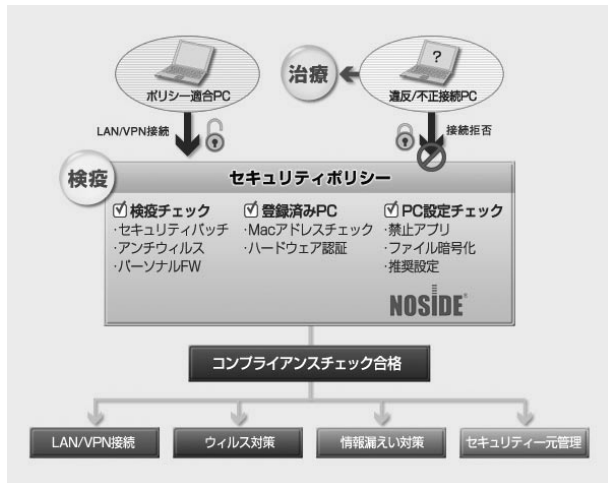 ?
治療
ポリシー適合PC
違反/不正接続PC
LAN/VPN接続
接続拒否
検疫
セキュリティポリシー
検疫チェック
・セキュリティパッチ
・アンチウィルス
・パーソナルFW
登録済みPC
・Macアドレスチェック
・ハードウェア認証
PC設定チェック
・禁止アプリ
・ファイル暗号化
・推奨設定
NOSiDE®
コンプライアンスチェック合格
LAN/VPN接続
ウィルス対策
情報漏えい対策
セキュリティ一元管理